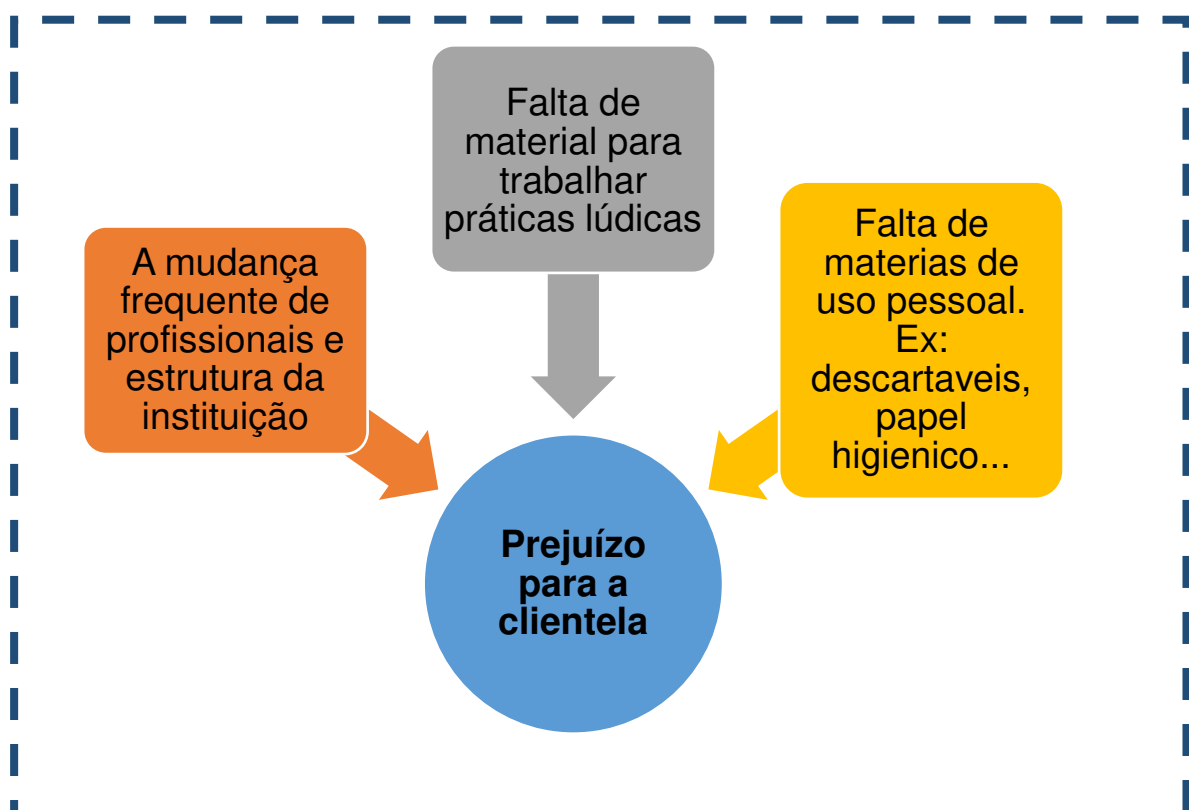 Falta de
material para
trabalhar
práticas lúdicas
A mudança
frequente de
profissionais e
estrutura da
instituição
Falta de
materias de
uso pessoal.
Ex:
descartaveis,
papel
higienico...
Prejuízo
para a
clientela